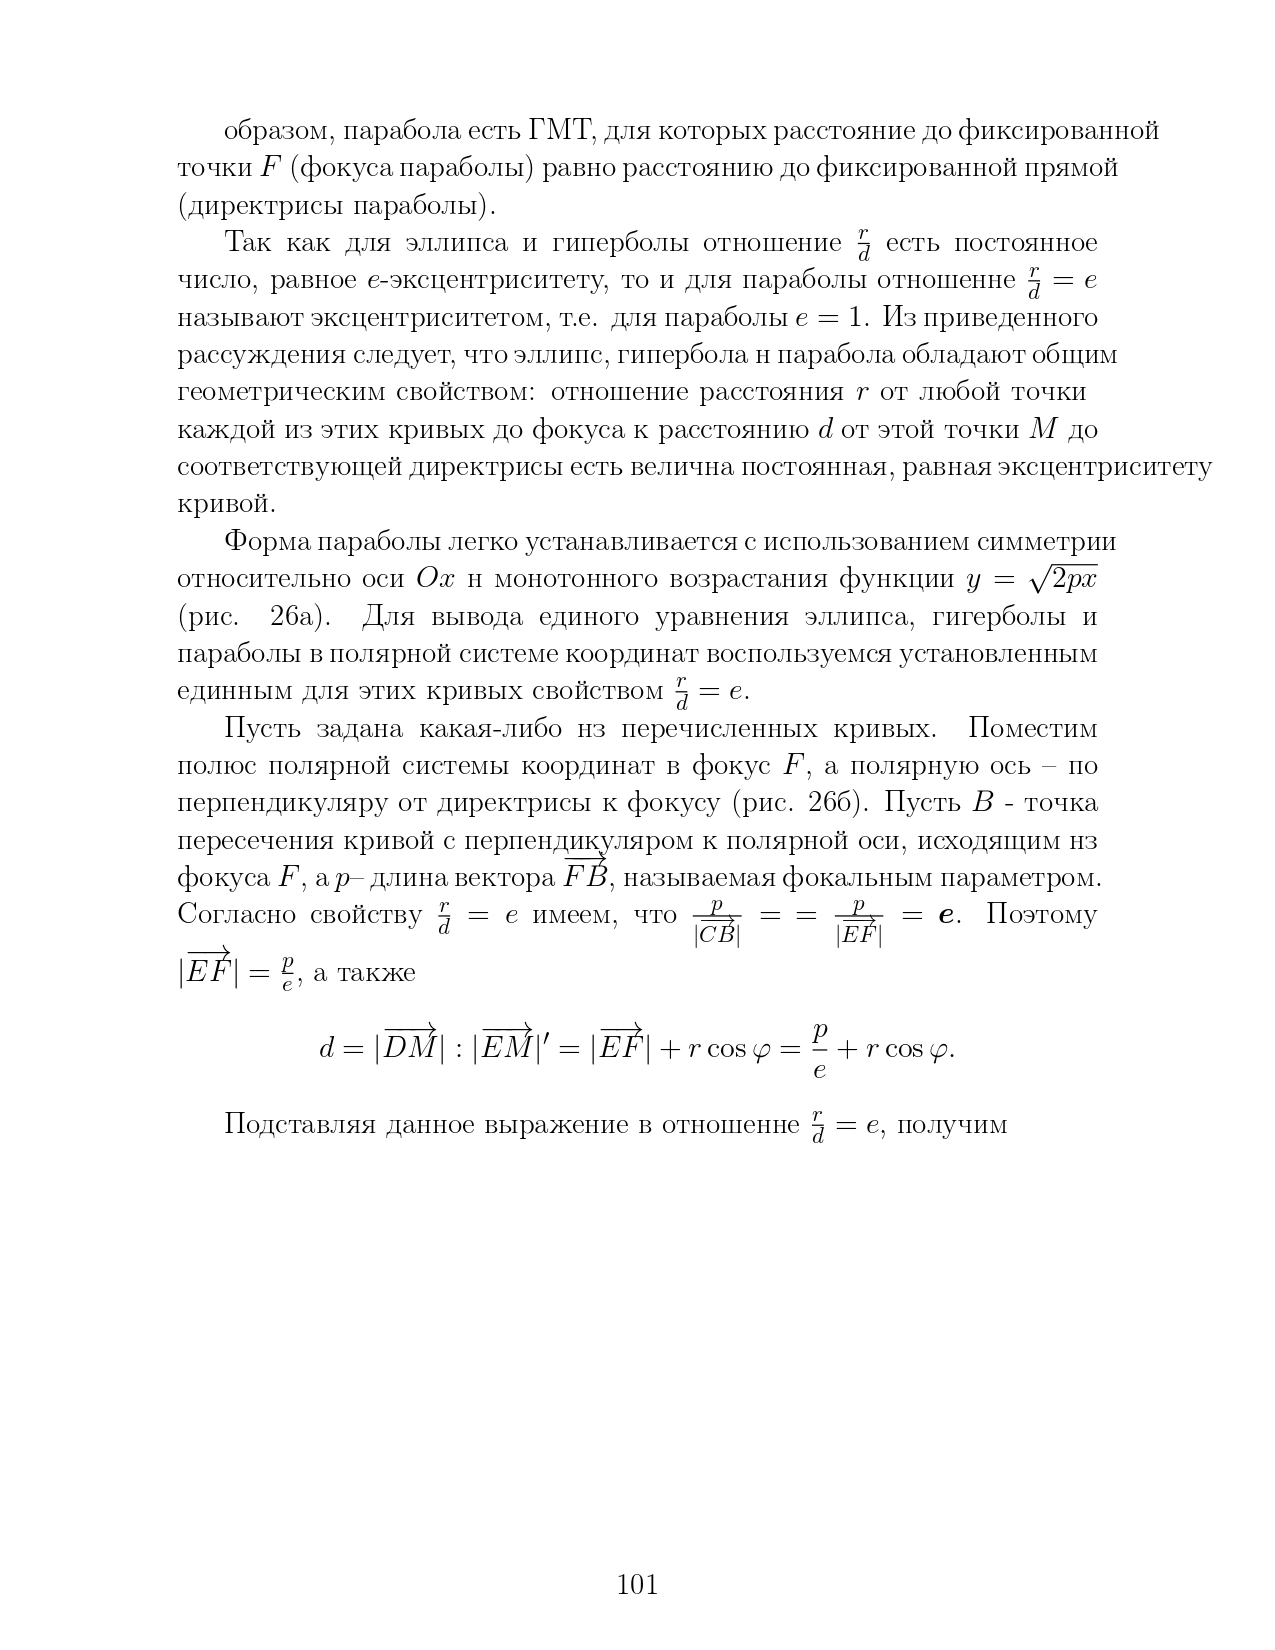 образом, парабола есть ГМТ, для которых расстояние до фиксированной
точки F (фокуса параболы) равно расстоянию до фиксированной прямой
(директрисы параболы).
Так как для эллипса и гиперболы отношение $\frac{r}{d}$ есть постоянное
число, равное e-эксцентриситету, то и для параболы отношенне $\frac{r}{d} = e$
называют эксцентриситетом, т.е. для параболы $e = 1$. Из приведенного
рассуждения следует, что эллипс, гипербола н парабола обладают общим
геометрическим свойством: отношение расстояния r от любой точки
каждой из этих кривых до фокуса к расстоянию d от этой точки M до
соответствующей директрисы есть велична постоянная, равная эксцентриситету
кривой.
Форма параболы легко устанавливается с использованием симметрии
относительно оси Ox н монотонного возрастания функции $y = \sqrt{2px}$
(рис. 26а). Для вывода единого уравнения эллипса, гигерболы и
параболы в полярной системе координат воспользуемся установленным
единным для этих кривых свойством $\frac{r}{d} = e$.
Пусть задана какая-либо нз перечисленных кривых. Поместим
полюс полярной системы координат в фокус F, а полярную ось – по
перпендикуляру от директрисы к фокусу (рис. 26б). Пусть B - точка
пересечения кривой с перпендикуляром к полярной оси, исходящим нз
фокуса F, а p– длина вектора $\overrightarrow{FB}$, называемая фокальным параметром.
Согласно свойству $\frac{r}{d} = e$ имеем, что $\frac{p}{|\overrightarrow{CB}|} = = \frac{p}{|\overrightarrow{EF}|} = \boldsymbol{e}$. Поэтому
$|\overrightarrow{EF}| = \frac{p}{e}$, а также
$d = |\overrightarrow{DM}| : |\overrightarrow{EM}|' = |\overrightarrow{EF}| + r \cos \varphi = \frac{p}{e} + r \cos \varphi.$
Подставляя данное выражение в отношенне $\frac{r}{d} = e$, получим
101